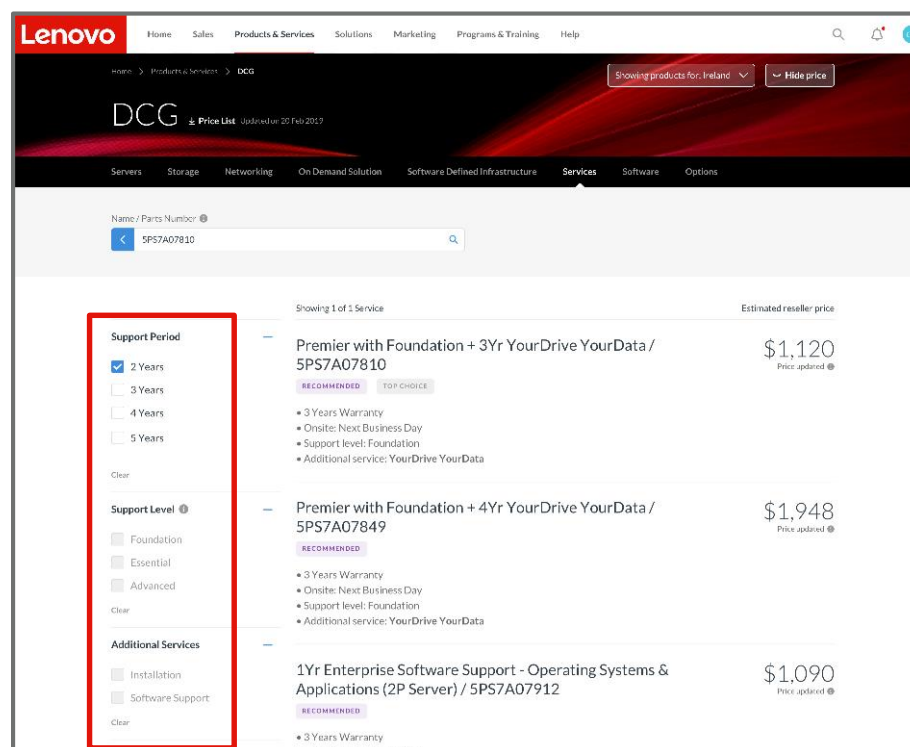 Lenovo
Home Sales Products & Services Solutions Marketing Programs & Training Help
Home > Products & Services > DCG
Showing products for: Ireland
Hide price
DCG Price List Updated on 20 Feb 2019
Servers Storage Networking On Demand Solution Software Defined Infrastructure Services Software Options
Name / Parts Number
5PS7A07810
Showing 1 of 1 Service
Estimated reseller price
Support Period
2 Years
3 Years
4 Years
5 Years
Clear
Support Level
Foundation
Essential
Advanced
Clear
Additional Services
Installation
Software Support
Clear
Premier with Foundation + 3Yr YourDrive YourData /
5PS7A07810
RECOMMENDED TOP CHOICE
• 3 Years Warranty
• Onsite: Next Business Day
• Support level: Foundation
• Additional service: YourDrive YourData
$1,120
Price updated
Premier with Foundation + 4Yr YourDrive YourData /
5PS7A07849
RECOMMENDED
• 3 Years Warranty
• Onsite: Next Business Day
• Support level: Foundation
• Additional service: YourDrive YourData
$1,948
Price updated
1Yr Enterprise Software Support - Operating Systems &
Applications (2P Server) / 5PS7A07912
RECOMMENDED
• 3 Years Warranty
$1,090
Price updated